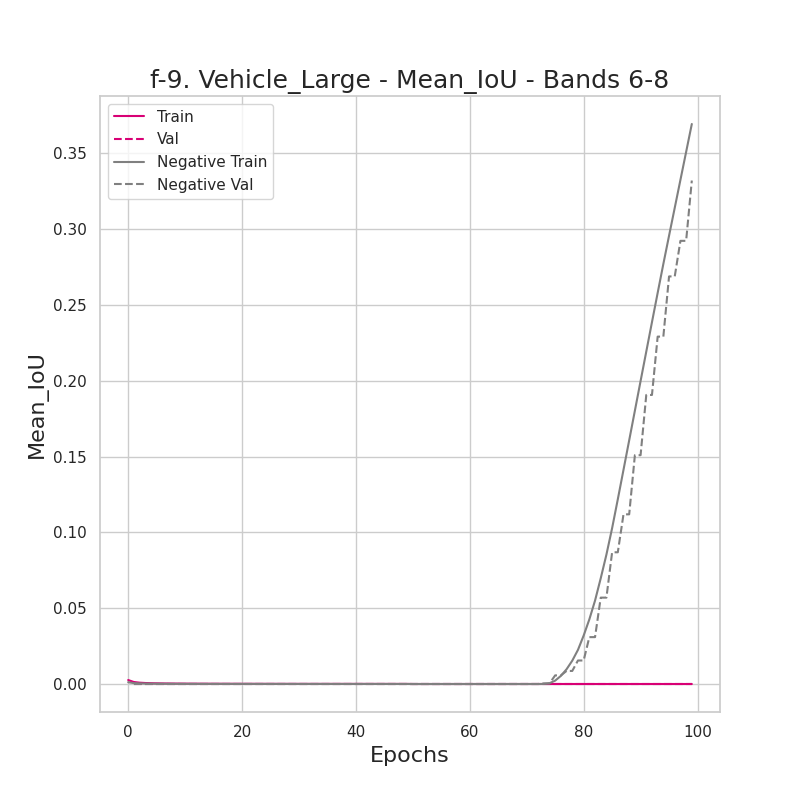 f-9. Vehicle_Large - Mean_IoU - Bands 6-8
Train
Val
Negative Train
Negative Val
Mean_IoU
0.35
0.30
0.25
0.20
0.15
0.10
0.05
0.00
0 20 40 60 80 100
Epochs